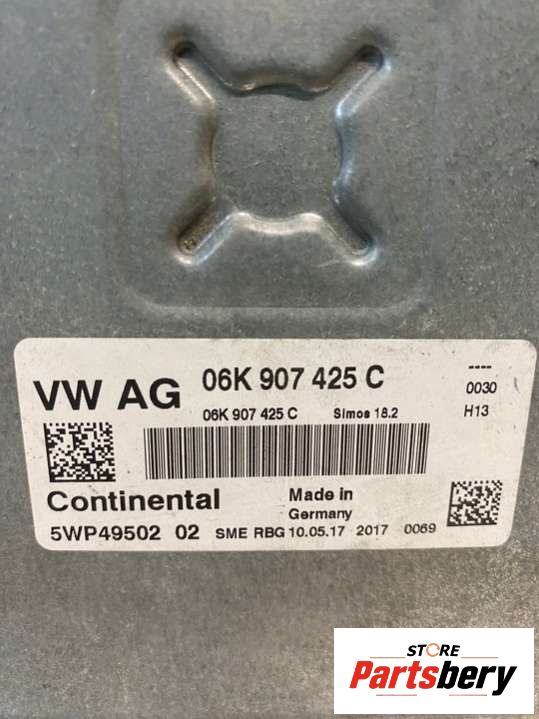 VW AG 06K 907 425 C ----
0030
06K 907 425 C Simos 18.2 H13
Continental Made in
Germany
5WP49502 02 SME RBG 10.05.17 2017 0069
STORE
Partsbery